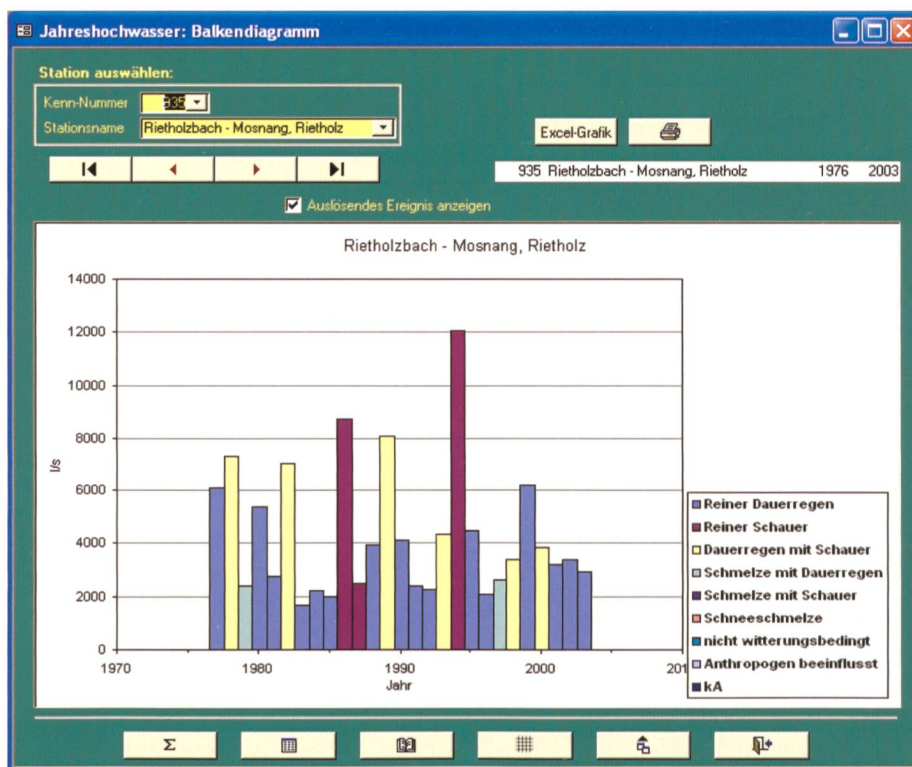 Jahreshochwasser: Balkendiagramm
Station auswählen:
Kenn-Nummer 935
Stationsname Rietholzbach - Mosnang, Rietholz
Excel-Grafik
935 Rietholzbach - Mosnang, Rietholz 1976 2003
Auslösendes Ereignis anzeigen
Rietholzbach - Mosnang, Rietholz
14000
12000
10000
8000
6000
4000
2000
0
l/s
1970 1980 1990 2000 201
Jahr
Reiner Dauerregen
Reiner Schauer
Dauerregen mit Schauer
Schmelze mit Dauerregen
Schmelze mit Schauer
Schneeschmelze
nicht witterungsbedingt
Anthropogen beeinflusst
kA
Σ